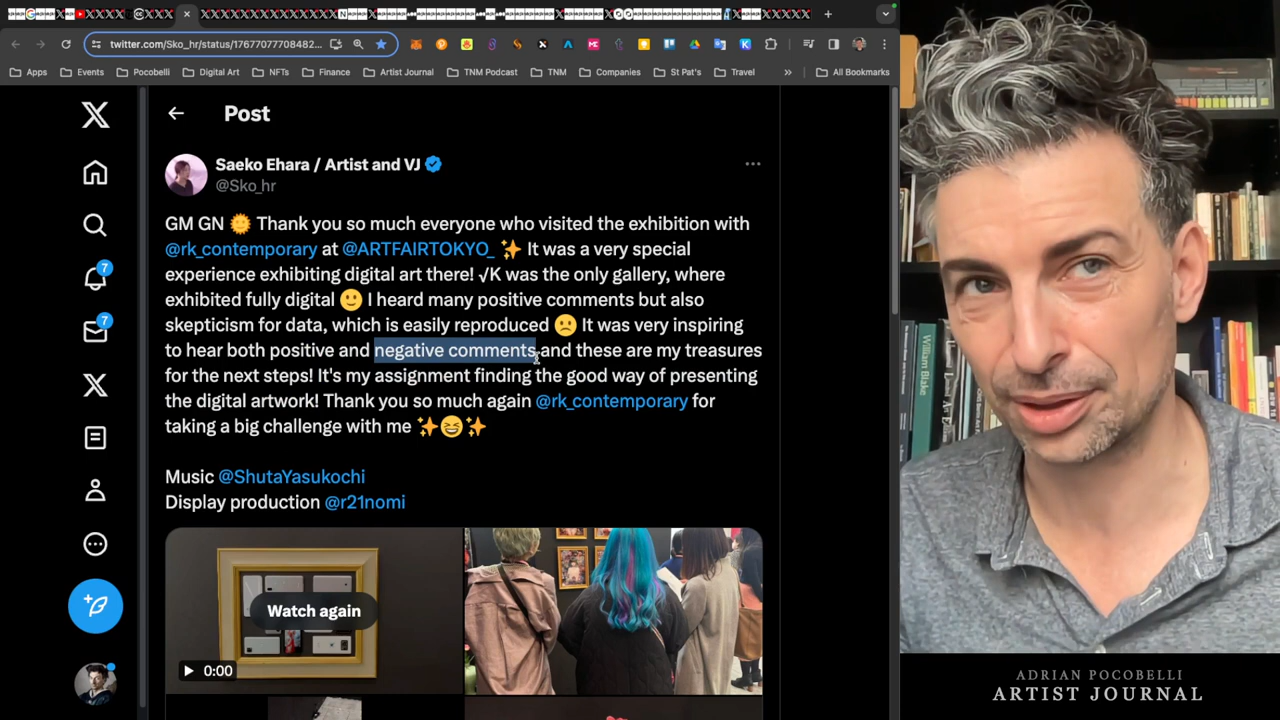 twitter.com/Sko_hr/status/17677077708482...
Apps
Events
Pocobelli
Digital Art
NFTs
Finance
Artist Journal
TNM Podcast
TNM
Companies
St Pat's
Travel
»
All Bookmarks
Post
Saeko Ehara / Artist and VJ
@Sko_hr
GM GN 🌞 Thank you so much everyone who visited the exhibition with
@rk_contemporary at @ARTFAIRTOKYO_ ✨ It was a very special
experience exhibiting digital art there! √K was the only gallery, where
exhibited fully digital 🙂 I heard many positive comments but also
skepticism for data, which is easily reproduced 🙁 It was very inspiring
to hear both positive and negative comments and these are my treasures
for the next steps! It's my assignment finding the good way of presenting
the digital artwork! Thank you so much again @rk_contemporary for
taking a big challenge with me ✨😆✨
Music @ShutaYasukochi
Display production @r21nomi
Watch again
0:00
7
7
William Blake
ADRIAN POCOBELLI
ARTIST JOURNAL